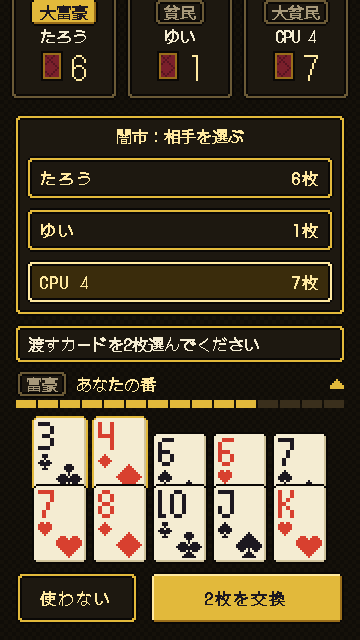 大富豪 貧民 大貧民
たろう ゆい CPU 4
6 1 7
闇市：相手を選ぶ
たろう 6枚
ゆい 1枚
CPU 4 7枚
渡すカードを2枚選んでください
富豪 あなたの番
3 4 6 6 7
7 8 10 J K
使わない 2枚を交換